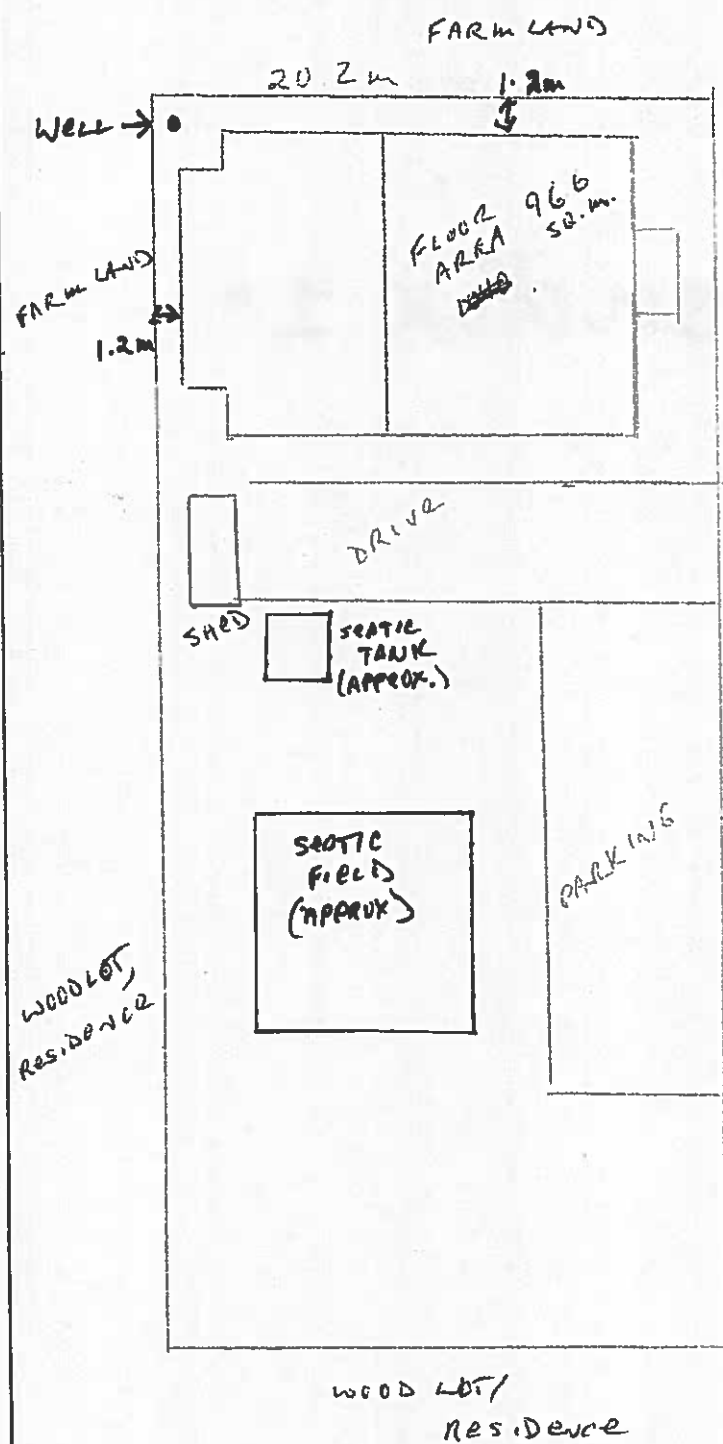 FARM LAND
20.2m
1.2m
WELL
FARM LAND
FLOOR 966
AREA SQ.M.
1.2m
DRIVE
SHED
SEPTIC
TANK
(APPROX.)
SEPTIC
FIELD
(APPROX)
PARKING
WOODLOT,
RESIDENCE
WOOD LOT/
RESIDENCE